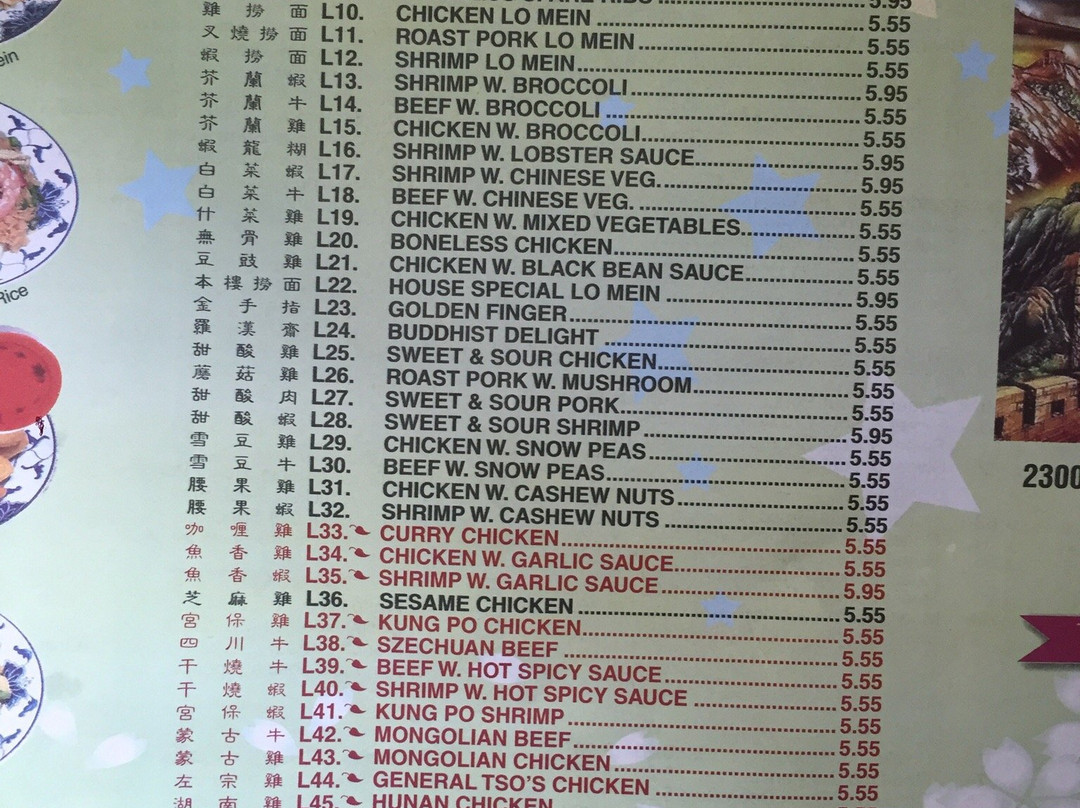 SPARE RIBS 5.95
雞 撈 面 L10. CHICKEN LO MEIN 5.55
叉 燒 撈 面 L11. ROAST PORK LO MEIN 5.55
蝦 撈 面 L12. SHRIMP LO MEIN 5.55
芥 蘭 蝦 L13. SHRIMP W. BROCCOLI 5.95
芥 蘭 牛 L14. BEEF W. BROCCOLI 5.55
芥 蘭 雞 L15. CHICKEN W. BROCCOLI 5.55
蝦 龍 糊 L16. SHRIMP W. LOBSTER SAUCE 5.95
白 菜 蝦 L17. SHRIMP W. CHINESE VEG. 5.95
白 菜 牛 L18. BEEF W. CHINESE VEG. 5.55
什 菜 雞 L19. CHICKEN W. MIXED VEGETABLES 5.55
無 骨 雞 L20. BONELESS CHICKEN 5.55
豆 豉 雞 L21. CHICKEN W. BLACK BEAN SAUCE 5.55
本 樓 撈 面 L22. HOUSE SPECIAL LO MEIN 5.95
金 手 指 L23. GOLDEN FINGER 5.55
羅 漢 齋 L24. BUDDHIST DELIGHT 5.55
甜 酸 雞 L25. SWEET & SOUR CHICKEN 5.55
蘑 菇 雞 L26. ROAST PORK W. MUSHROOM 5.55
甜 酸 肉 L27. SWEET & SOUR PORK 5.55
甜 酸 蝦 L28. SWEET & SOUR SHRIMP 5.95
雪 豆 雞 L29. CHICKEN W. SNOW PEAS 5.55
雪 豆 牛 L30. BEEF W. SNOW PEAS 5.55
腰 果 雞 L31. CHICKEN W. CASHEW NUTS 5.55
腰 果 蝦 L32. SHRIMP W. CASHEW NUTS 5.55
咖 喱 雞 L33. CURRY CHICKEN 5.55
魚 香 雞 L34. CHICKEN W. GARLIC SAUCE 5.55
魚 香 蝦 L35. SHRIMP W. GARLIC SAUCE 5.95
芝 麻 雞 L36. SESAME CHICKEN 5.55
宮 保 雞 L37. KUNG PO CHICKEN 5.55
四 川 牛 L38. SZECHUAN BEEF 5.55
干 燒 牛 L39. BEEF W. HOT SPICY SAUCE 5.55
干 燒 蝦 L40. SHRIMP W. HOT SPICY SAUCE 5.55
宮 保 蝦 L41. KUNG PO SHRIMP 5.55
蒙 古 牛 L42. MONGOLIAN BEEF 5.55
蒙 古 雞 L43. MONGOLIAN CHICKEN 5.55
左 宗 雞 L44. GENERAL TSO'S CHICKEN 5.55
湖 南 雞 L45. HUNAN CHICKEN
Rice
2300